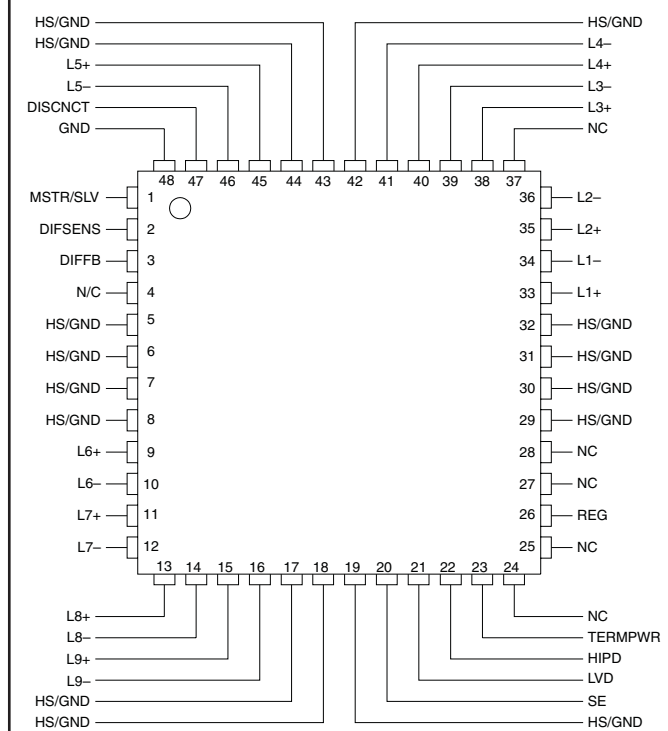 HS/GND
HS/GND
L5+
L5–
DISCNCT
GND
HS/GND
L4–
L4+
L3–
L3+
NC
48 47 46 45 44 43 42 41 40 39 38 37
MSTR/SLV 1
DIFSENS 2
DIFFB 3
N/C 4
HS/GND 5
HS/GND 6
HS/GND 7
HS/GND 8
L6+ 9
L6– 10
L7+ 11
L7– 12
36 L2–
35 L2+
34 L1–
33 L1+
32 HS/GND
31 HS/GND
30 HS/GND
29 HS/GND
28 NC
27 NC
26 REG
25 NC
13 14 15 16 17 18 19 20 21 22 23 24
L8+
L8–
L9+
L9–
HS/GND
HS/GND
NC
TERMPWR
HIPD
LVD
SE
HS/GND